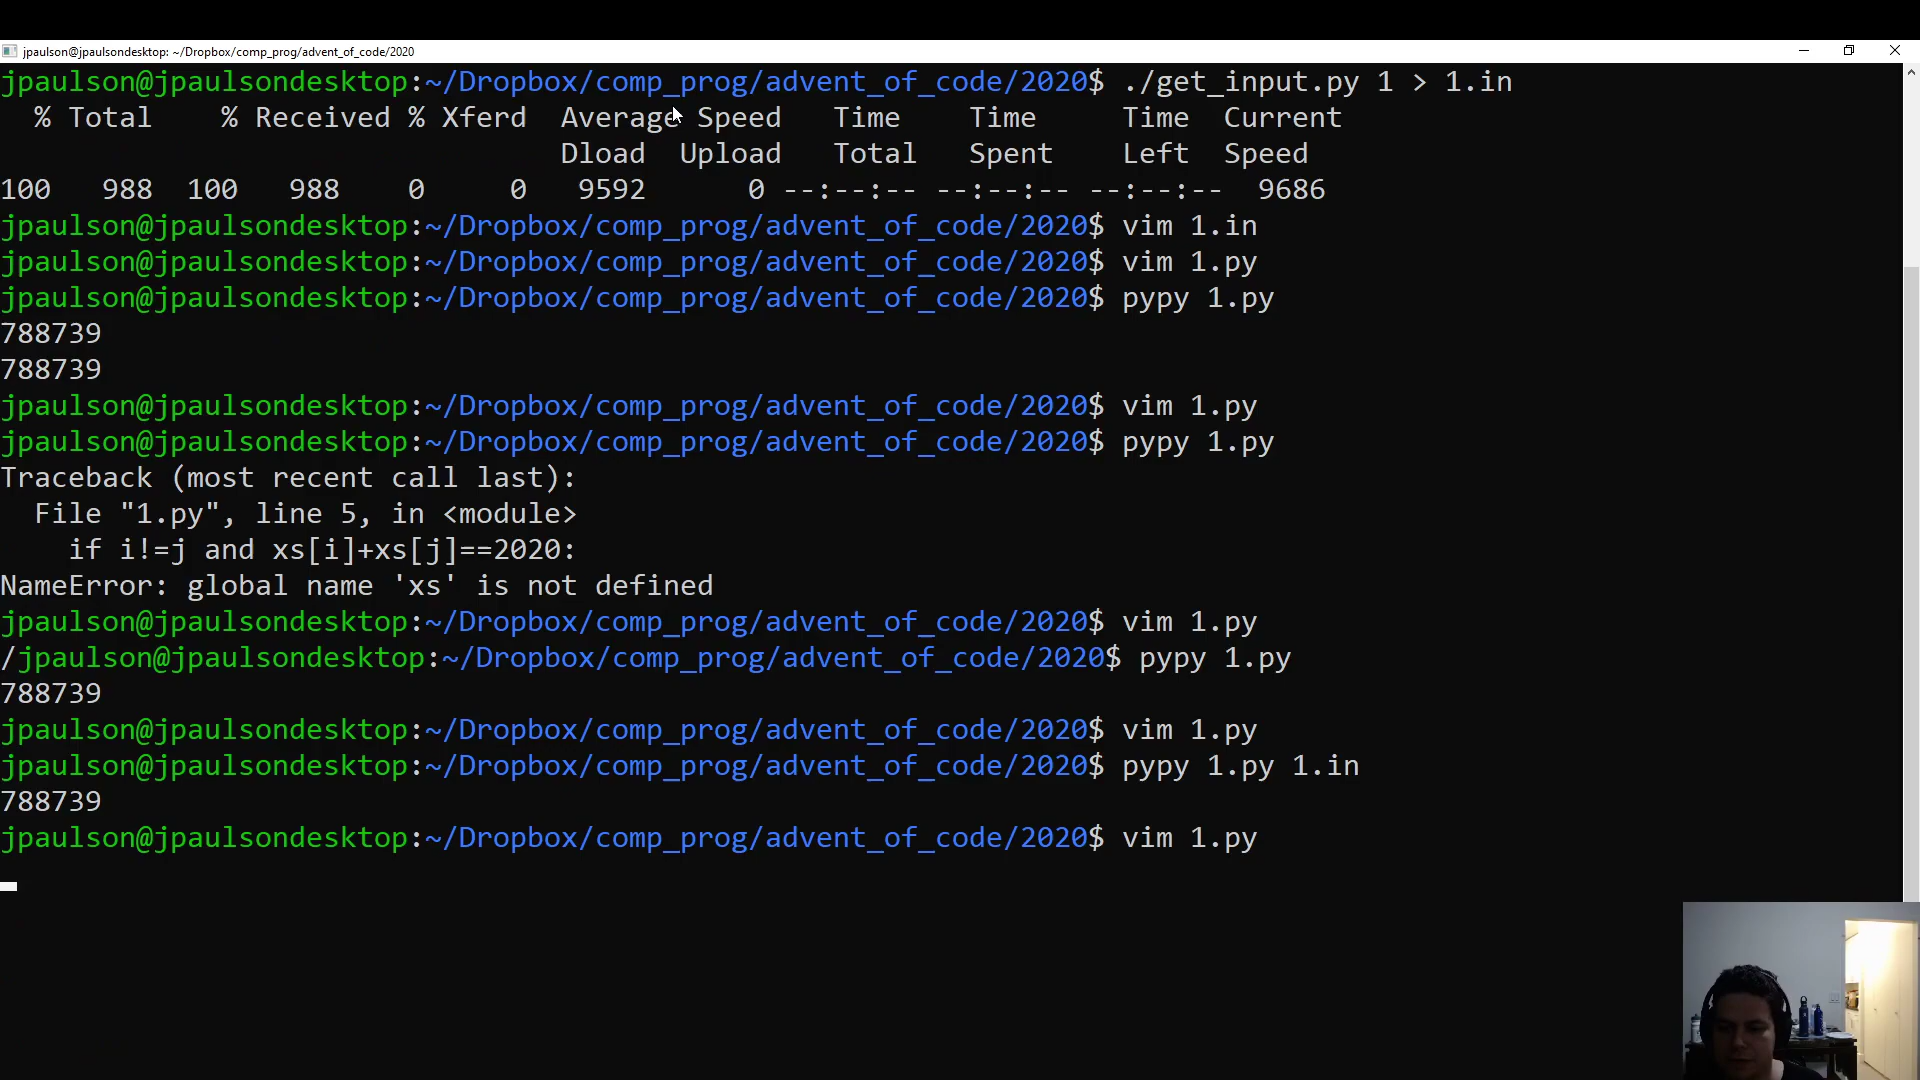 jpaulson@jpaulsondesktop: ~/Dropbox/comp_prog/advent_of_code/2020
jpaulson@jpaulsondesktop:~/Dropbox/comp_prog/advent_of_code/2020$ ./get_input.py 1 > 1.in
% Total % Received % Xferd Average Speed Time Time Time Current
Dload Upload Total Spent Left Speed
100 988 100 988 0 0 9592 0 --:--:-- --:--:-- --:--:-- 9686
jpaulson@jpaulsondesktop:~/Dropbox/comp_prog/advent_of_code/2020$ vim 1.in
jpaulson@jpaulsondesktop:~/Dropbox/comp_prog/advent_of_code/2020$ vim 1.py
jpaulson@jpaulsondesktop:~/Dropbox/comp_prog/advent_of_code/2020$ pypy 1.py
788739
788739
jpaulson@jpaulsondesktop:~/Dropbox/comp_prog/advent_of_code/2020$ vim 1.py
jpaulson@jpaulsondesktop:~/Dropbox/comp_prog/advent_of_code/2020$ pypy 1.py
Traceback (most recent call last):
File "1.py", line 5, in <module>
if i!=j and xs[i]+xs[j]==2020:
NameError: global name 'xs' is not defined
jpaulson@jpaulsondesktop:~/Dropbox/comp_prog/advent_of_code/2020$ vim 1.py
/jpaulson@jpaulsondesktop:~/Dropbox/comp_prog/advent_of_code/2020$ pypy 1.py
788739
jpaulson@jpaulsondesktop:~/Dropbox/comp_prog/advent_of_code/2020$ vim 1.py
jpaulson@jpaulsondesktop:~/Dropbox/comp_prog/advent_of_code/2020$ pypy 1.py 1.in
788739
jpaulson@jpaulsondesktop:~/Dropbox/comp_prog/advent_of_code/2020$ vim 1.py